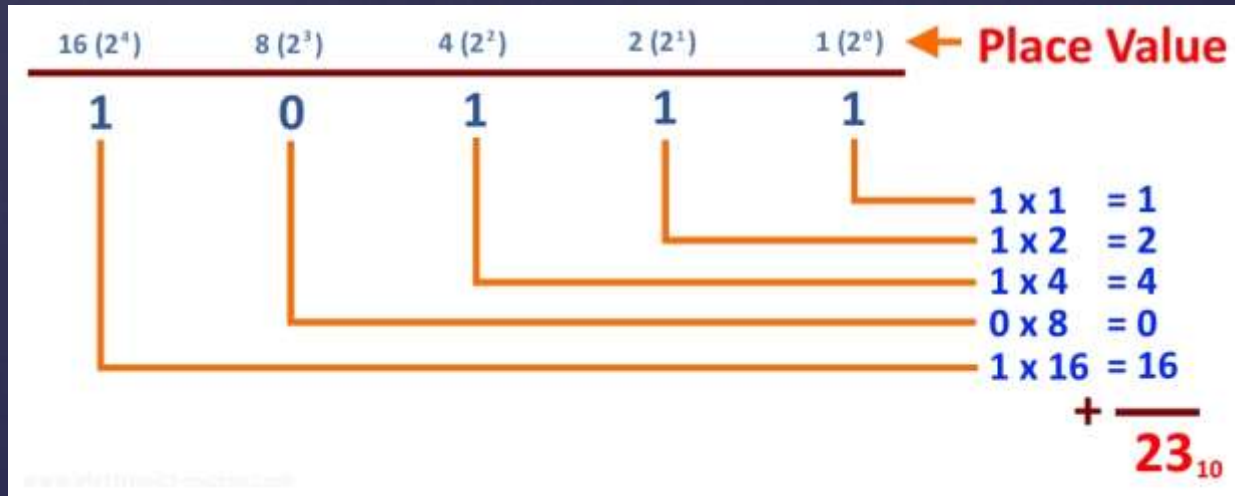 16 (2⁴) 8 (2³) 4 (2²) 2 (2¹) 1 (2⁰) Place Value
1 0 1 1 1
1 x 1 = 1
1 x 2 = 2
1 x 4 = 4
0 x 8 = 0
1 x 16 = 16
+
23₁₀